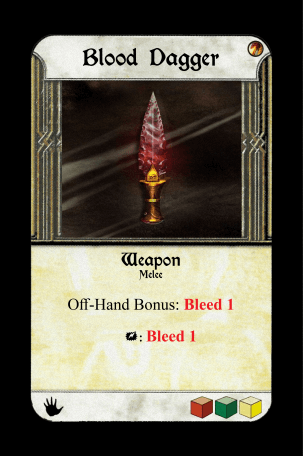 Blood Dagger
Weapon
Melee
Off-Hand Bonus: Bleed 1
: Bleed 1